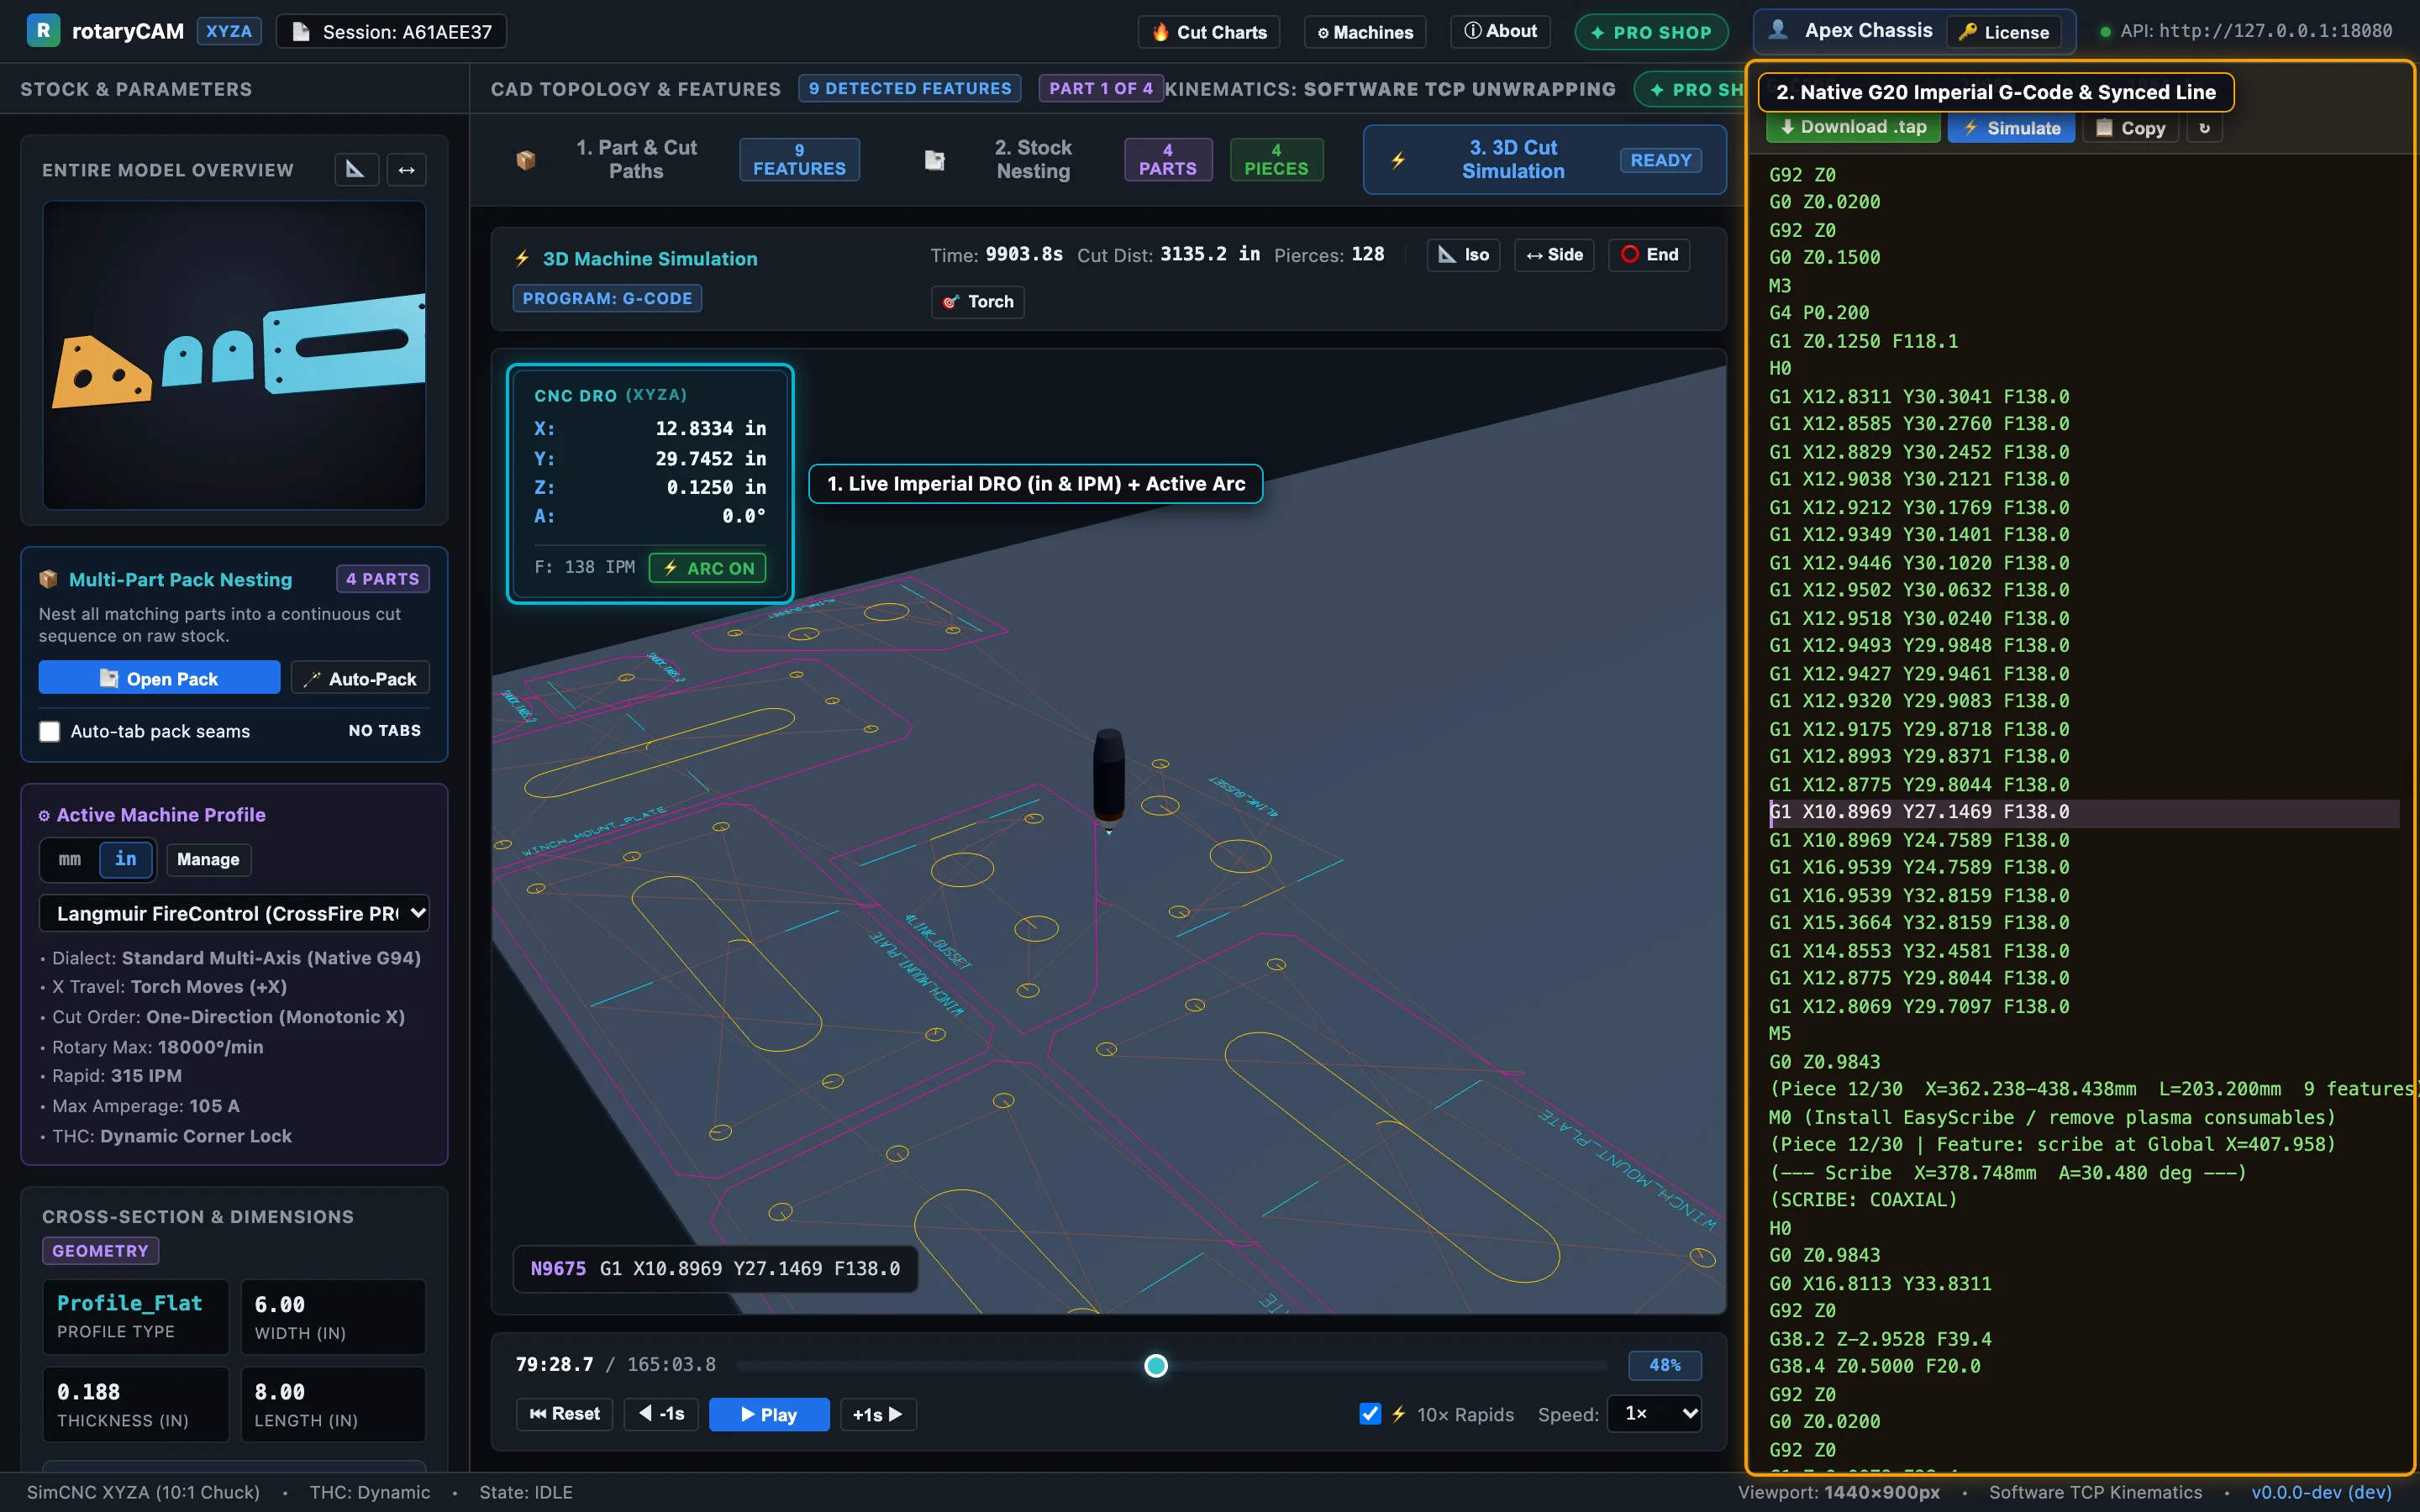 R rotaryCAM XYZA Session: A61AEE37
Cut Charts Machines About PRO SHOP Apex Chassis License API: http://127.0.0.1:18080
STOCK & PARAMETERS
ENTIRE MODEL OVERVIEW
Multi-Part Pack Nesting 4 PARTS
Nest all matching parts into a continuous cut
sequence on raw stock.
Open Pack Auto-Pack
Auto-tab pack seams NO TABS
Active Machine Profile
mm in Manage
Langmuir FireControl (CrossFire PR
• Dialect: Standard Multi-Axis (Native G94)
• X Travel: Torch Moves (+X)
• Cut Order: One-Direction (Monotonic X)
• Rotary Max: 18000°/min
• Rapid: 315 IPM
• Max Amperage: 105 A
• THC: Dynamic Corner Lock
CROSS-SECTION & DIMENSIONS
GEOMETRY
Profile_Flat
PROFILE TYPE
6.00
WIDTH (IN)
0.188
THICKNESS (IN)
8.00
LENGTH (IN)
CAD TOPOLOGY & FEATURES 9 DETECTED FEATURES PART 1 OF 4 KINEMATICS: SOFTWARE TCP UNWRAPPING PRO SH
1. Part & Cut
Paths
9
FEATURES
2. Stock
Nesting
4
PARTS
4
PIECES
3. 3D Cut
Simulation
READY
3D Machine Simulation
PROGRAM: G-CODE
Time: 9903.8s Cut Dist: 3135.2 in Pierces: 128 Iso Side End
Torch
CNC DRO (XYZA)
X: 12.8334 in
Y: 29.7452 in
Z: 0.1250 in
A: 0.0°
F: 138 IPM ARC ON
1. Live Imperial DRO (in & IPM) + Active Arc
WINCH_MOUNT_PLATE
4LINK_GUSSET
4LINK_GUSSET
WINCH_MOUNT_PLATE
WINCH_MOUNT_PLATE
WINCH
N9675 G1 X10.8969 Y27.1469 F138.0
79:28.7 / 165:03.8 48%
Reset -1s Play +1s 10× Rapids Speed: 1×
2. Native G20 Imperial G-Code & Synced Line
Download .tap Simulate Copy
G92 Z0
G0 Z0.0200
G92 Z0
G0 Z0.1500
M3
G4 P0.200
G1 Z0.1250 F118.1
H0
G1 X12.8311 Y30.3041 F138.0
G1 X12.8585 Y30.2760 F138.0
G1 X12.8829 Y30.2452 F138.0
G1 X12.9038 Y30.2121 F138.0
G1 X12.9212 Y30.1769 F138.0
G1 X12.9349 Y30.1401 F138.0
G1 X12.9446 Y30.1020 F138.0
G1 X12.9502 Y30.0632 F138.0
G1 X12.9518 Y30.0240 F138.0
G1 X12.9493 Y29.9848 F138.0
G1 X12.9427 Y29.9461 F138.0
G1 X12.9320 Y29.9083 F138.0
G1 X12.9175 Y29.8718 F138.0
G1 X12.8993 Y29.8371 F138.0
G1 X12.8775 Y29.8044 F138.0
G1 X10.8969 Y27.1469 F138.0
G1 X10.8969 Y24.7589 F138.0
G1 X16.9539 Y24.7589 F138.0
G1 X16.9539 Y32.8159 F138.0
G1 X15.3664 Y32.8159 F138.0
G1 X14.8553 Y32.4581 F138.0
G1 X12.8775 Y29.8044 F138.0
G1 X12.8069 Y29.7097 F138.0
M5
G0 Z0.9843
(Piece 12/30 X=362.238–438.438mm L=203.200mm 9 features)
M0 (Install EasyScribe / remove plasma consumables)
(Piece 12/30 | Feature: scribe at Global X=407.958)
(--- Scribe X=378.748mm A=30.480 deg ---)
(SCRIBE: COAXIAL)
H0
G0 Z0.9843
G0 X16.8113 Y33.8311
G92 Z0
G38.2 Z-2.9528 F39.4
G38.4 Z0.5000 F20.0
G92 Z0
G0 Z0.0200
G92 Z0
SimCNC XYZA (10:1 Chuck) • THC: Dynamic • State: IDLE
Viewport: 1440×900px • Software TCP Kinematics • v0.0.0-dev (dev)